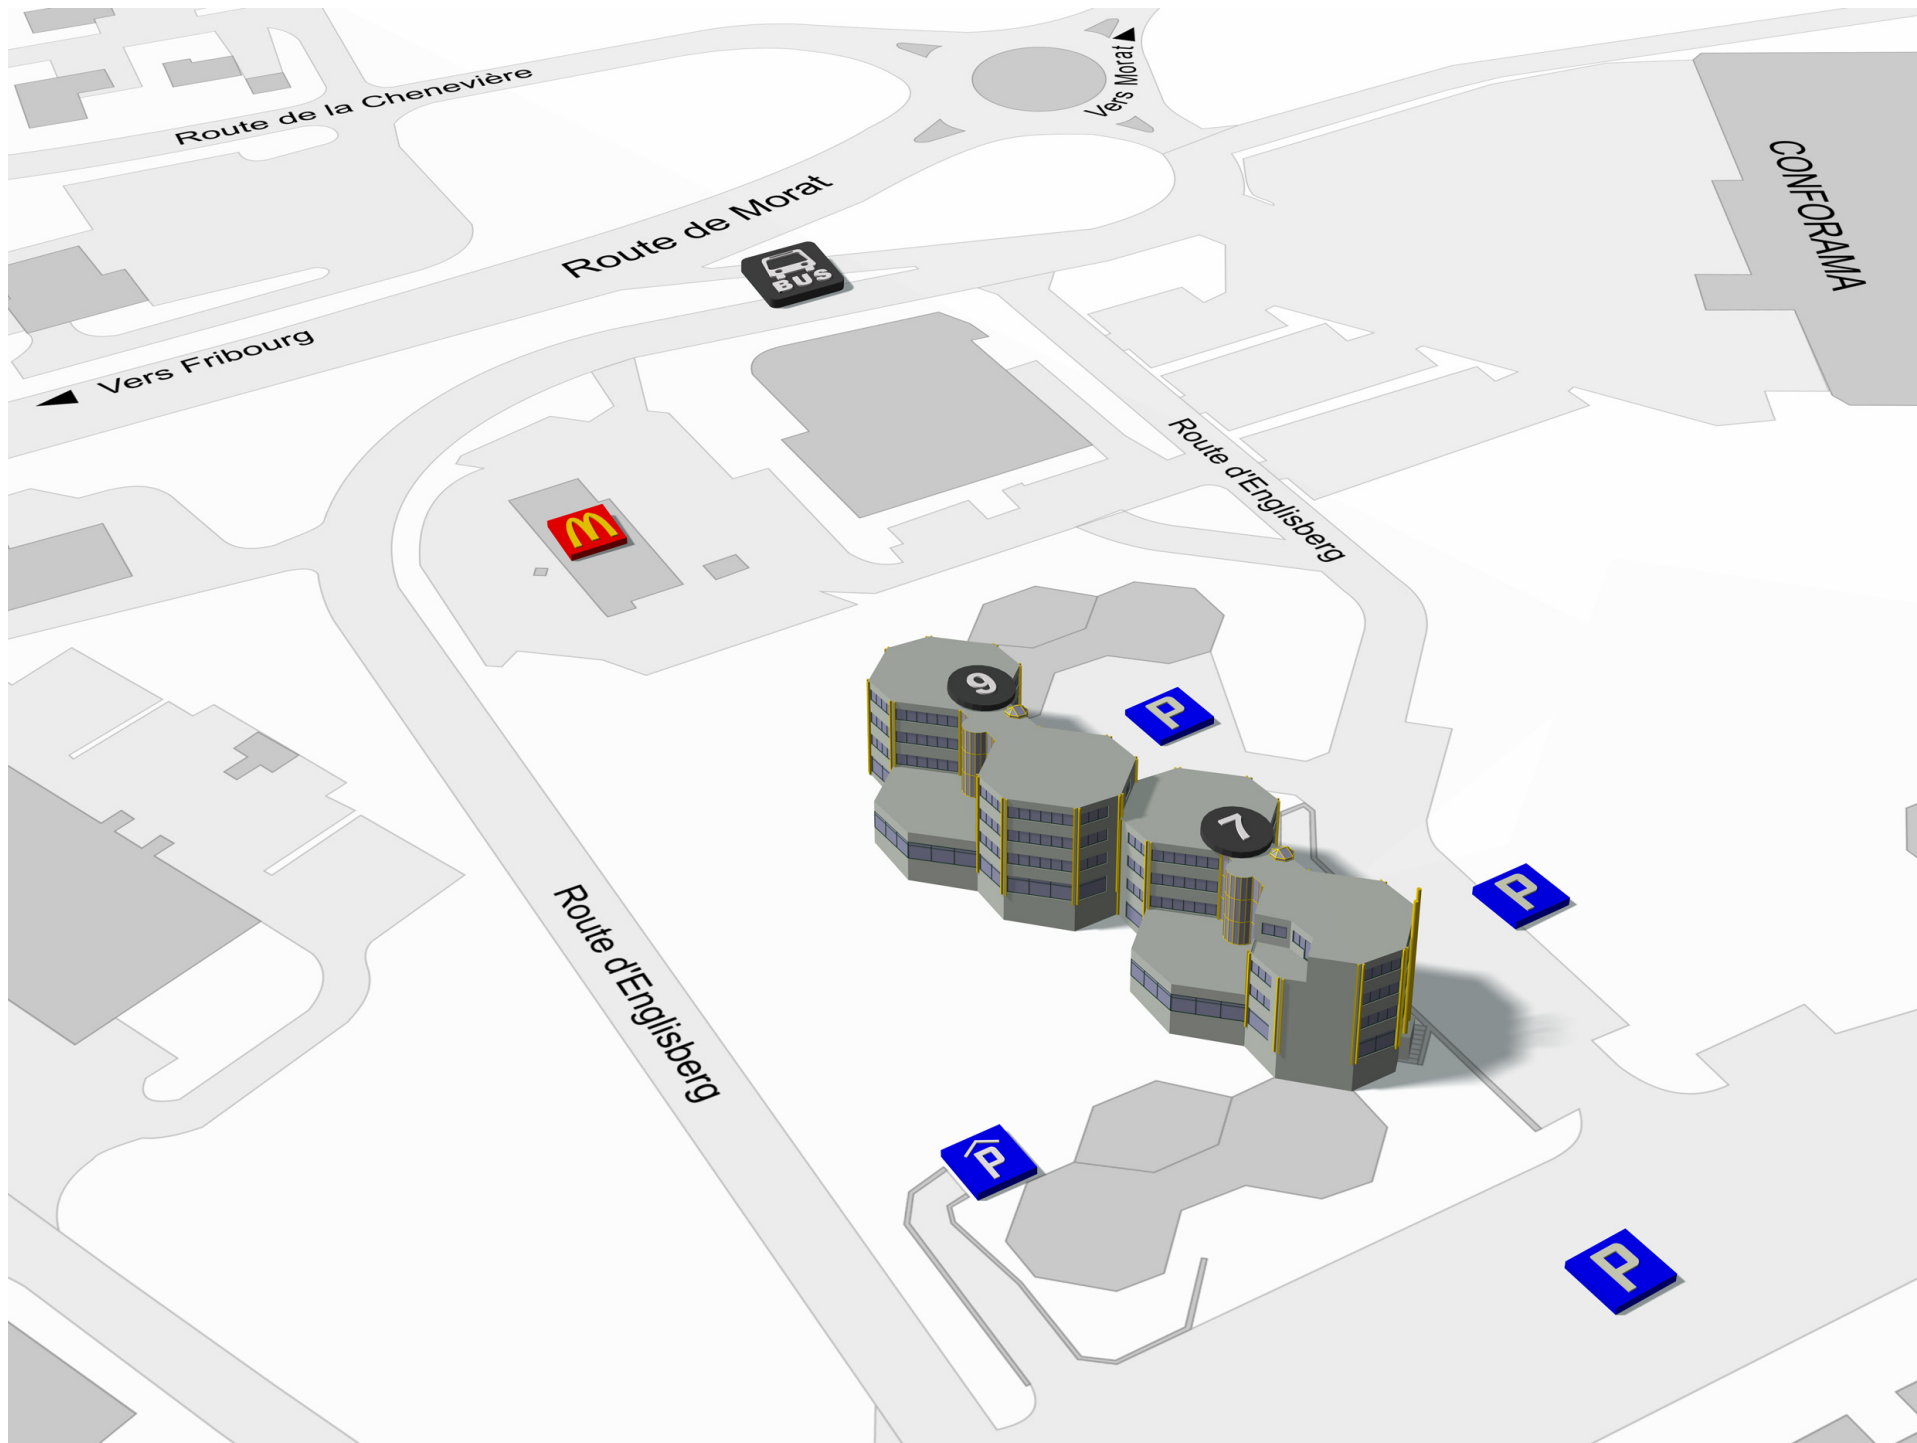 Vers Morat
Route de la Chenevière
Route de Morat
CONFORAMA
BUS
Vers Fribourg
Route d'Englisberg
M
9
P
7
P
Route d'Englisberg
P
P